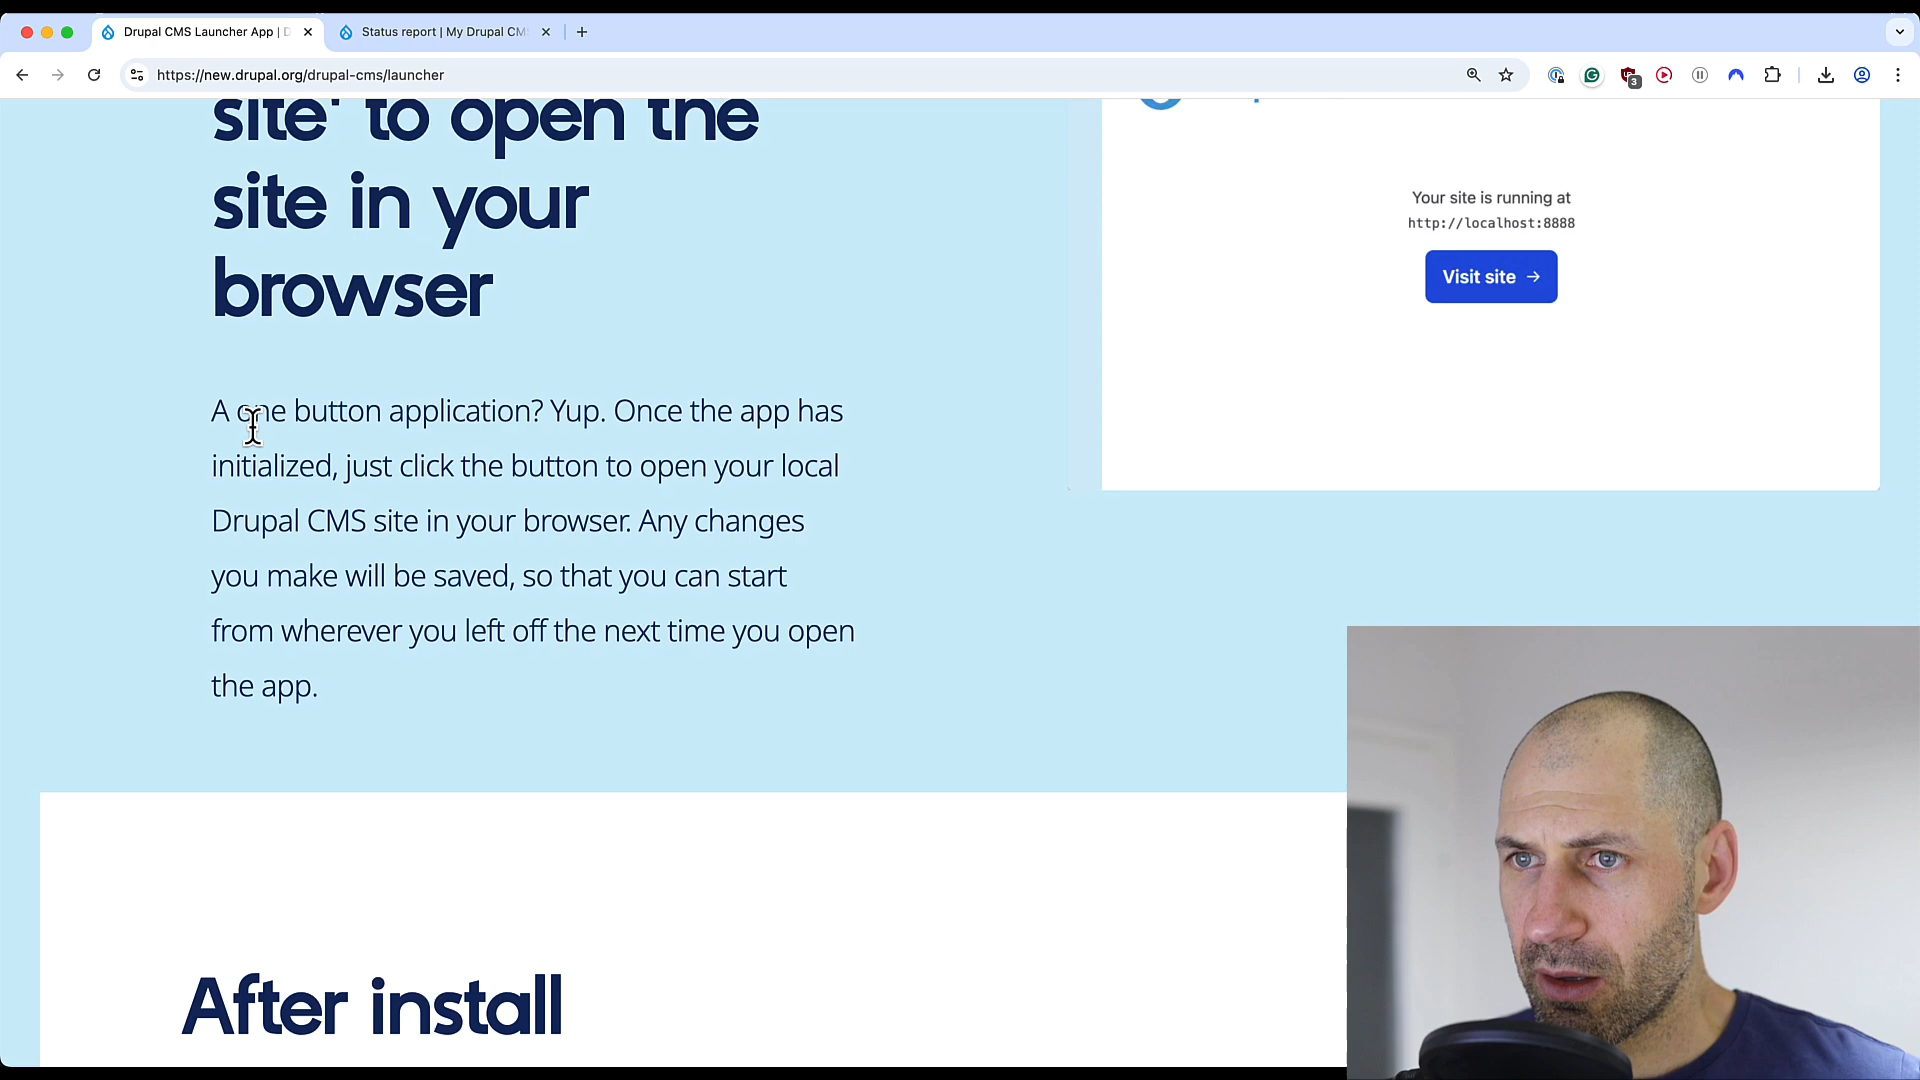 Drupal CMS Launcher App | D
Status report | My Drupal CM
https://new.drupal.org/drupal-cms/launcher
3
site' to open the
site in your
browser
A one button application? Yup. Once the app has
initialized, just click the button to open your local
Drupal CMS site in your browser. Any changes
you make will be saved, so that you can start
from wherever you left off the next time you open
the app.
Your site is running at
http://localhost:8888
Visit site →
After install